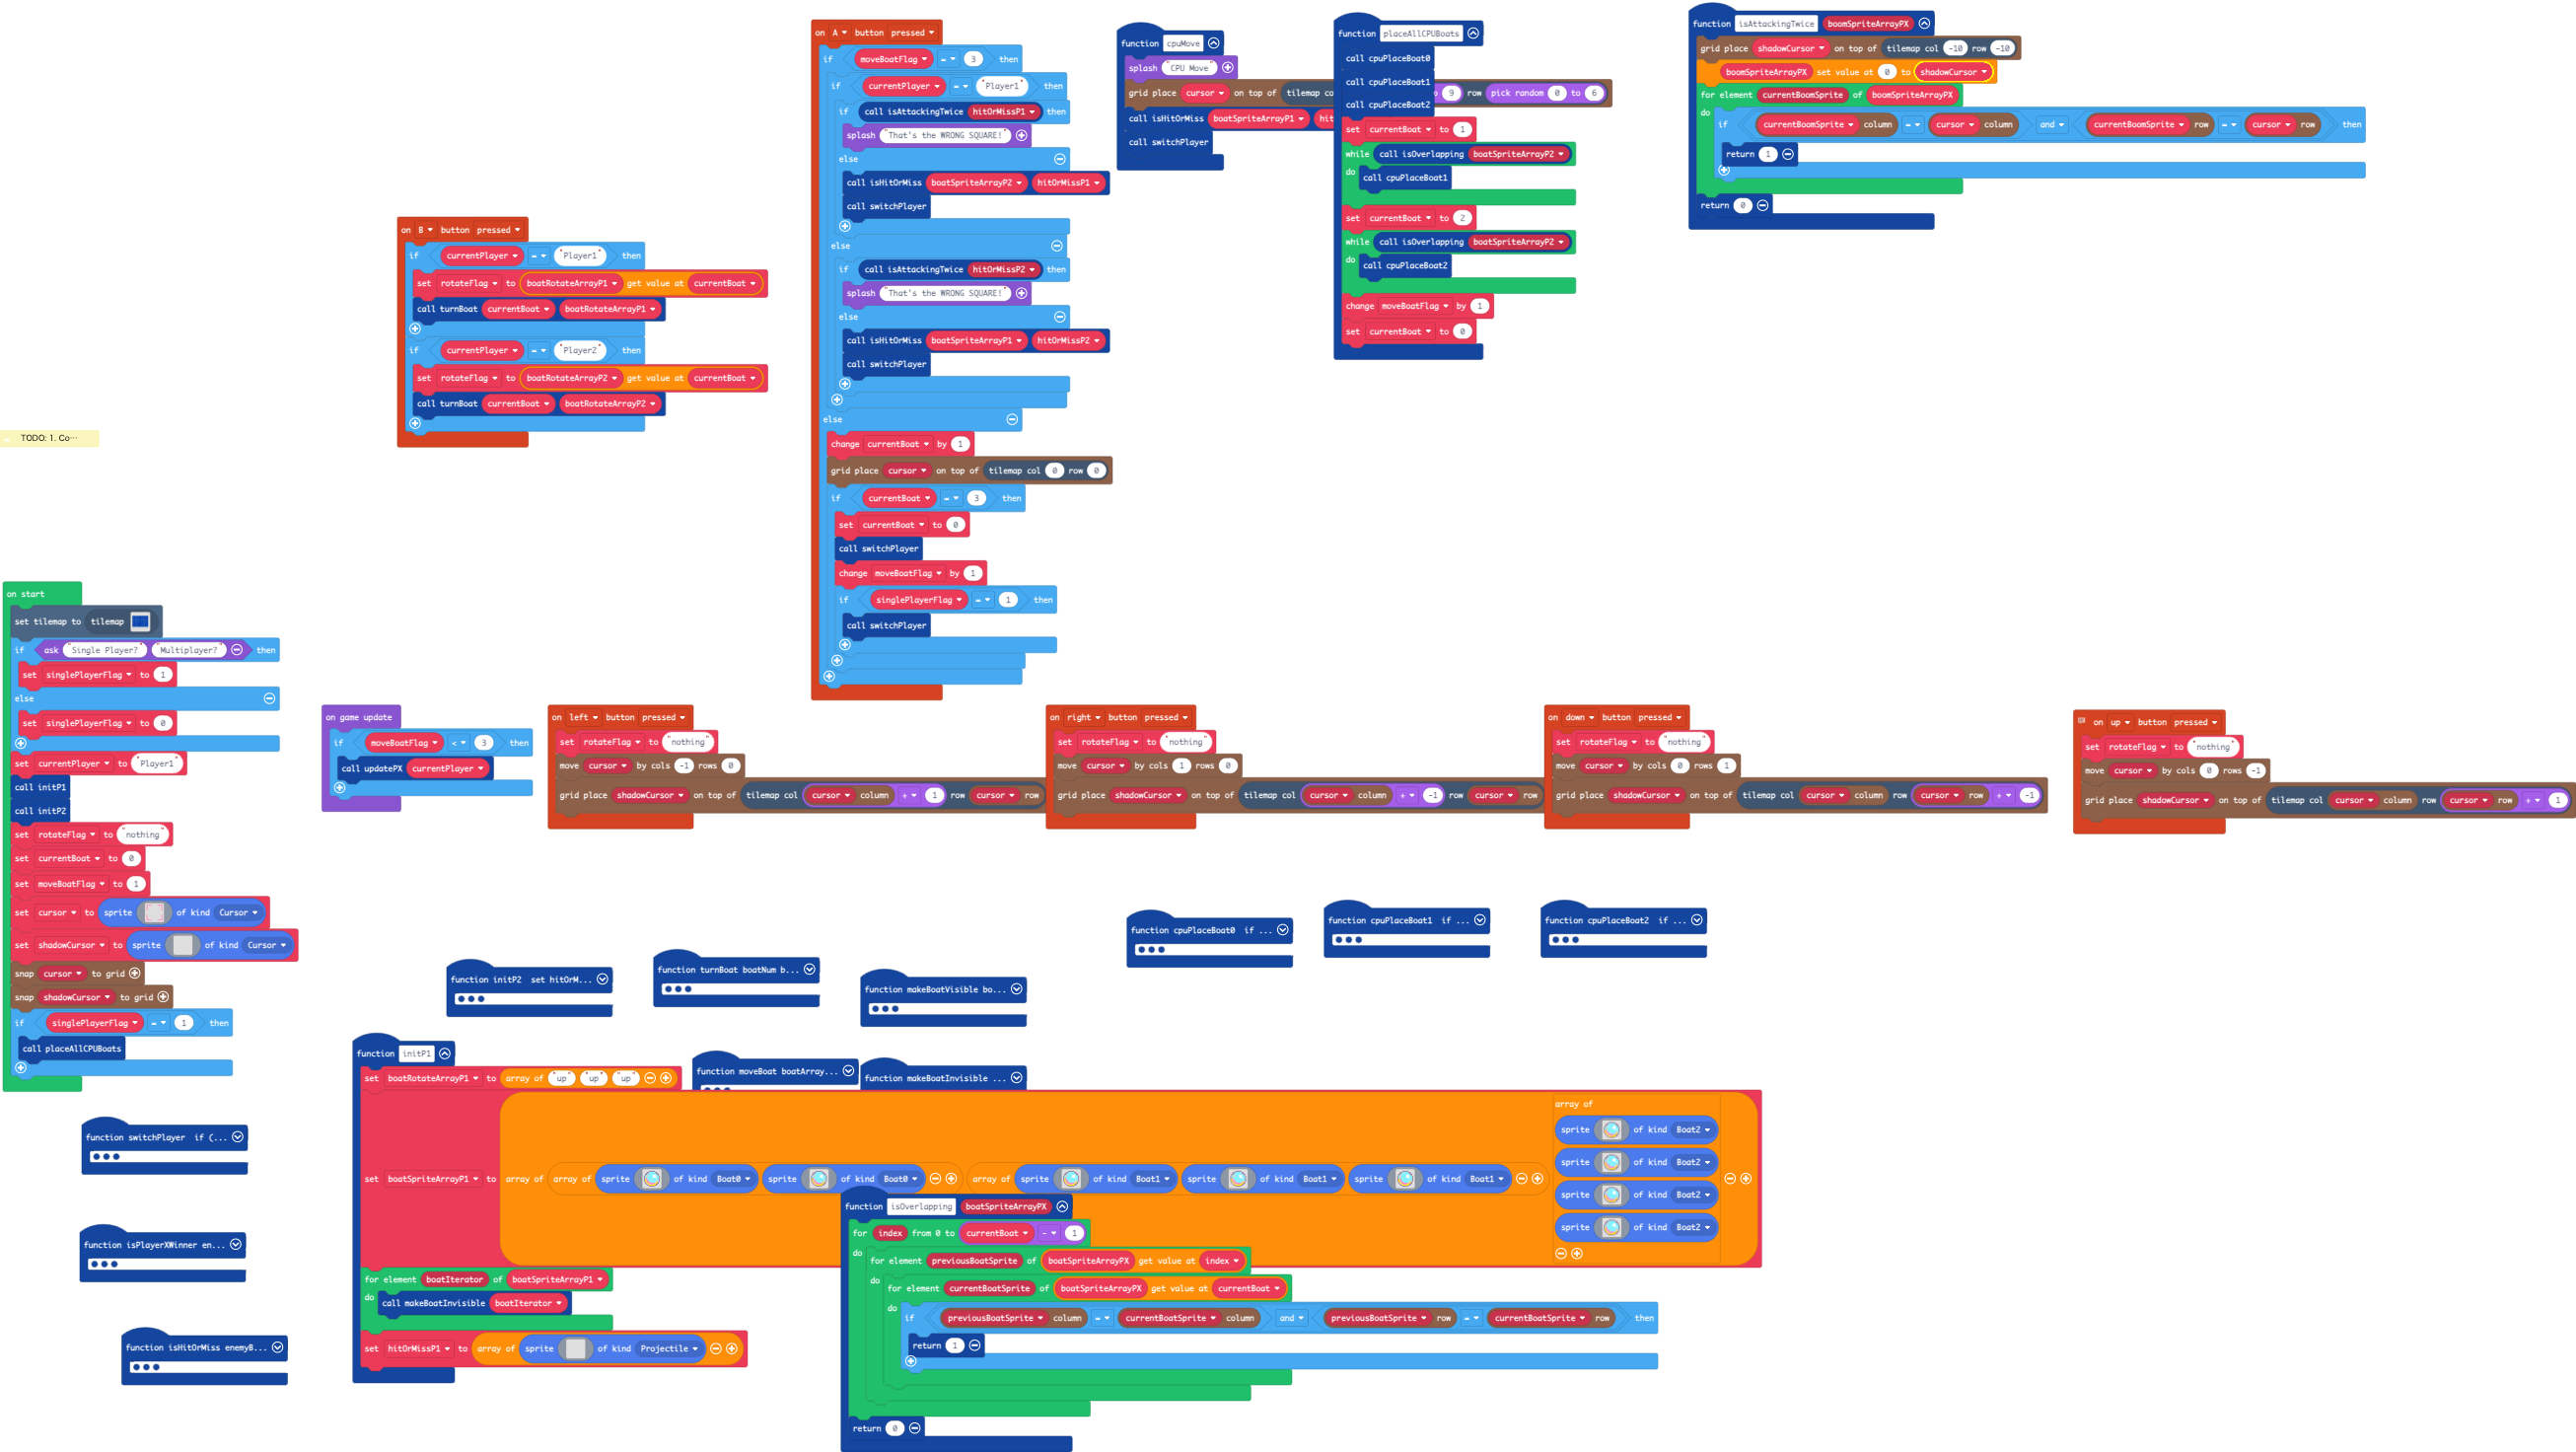 TODO: 1. Co...
on B button pressed
if currentPlayer = "Player1" then
set rotateFlag to boatRotateArrayP1 get value at currentBoat
call turnBoat currentBoat boatRotateArrayP1
if currentPlayer = "Player2" then
set rotateFlag to boatRotateArrayP2 get value at currentBoat
call turnBoat currentBoat boatRotateArrayP2
on A button pressed
if moveBoatFlag = 3 then
if currentPlayer = "Player1" then
if call isAttackingTwice hitOrMissP1 then
splash "That's the WRONG SQUARE!"
else
call isHitOrMiss boatSpriteArrayP2 hitOrMissP1
call switchPlayer
else
if call isAttackingTwice hitOrMissP2 then
splash "That's the WRONG SQUARE!"
else
call isHitOrMiss boatSpriteArrayP1 hitOrMissP2
call switchPlayer
else
change currentBoat by 1
grid place cursor on top of tilemap col 0 row 0
if currentBoat = 3 then
set currentBoat to 0
call switchPlayer
change moveBoatFlag by 1
if singlePlayerFlag = 1 then
call switchPlayer
function cpuMove
splash "CPU Move"
grid place cursor on top of tilemap co 9 row pick random 0 to 6
call isHitOrMiss boatSpriteArrayP1 hit
call switchPlayer
function placeAllCPUBoats
call cpuPlaceBoat0
call cpuPlaceBoat1
call cpuPlaceBoat2
set currentBoat to 1
while call isOverlapping boatSpriteArrayP2
do call cpuPlaceBoat1
set currentBoat to 2
while call isOverlapping boatSpriteArrayP2
do call cpuPlaceBoat2
change moveBoatFlag by 1
set currentBoat to 0
function isAttackingTwice boomSpriteArrayPX
grid place shadowCursor on top of tilemap col -10 row -10
boomSpriteArrayPX set value at 0 to shadowCursor
for element currentBoomSprite of boomSpriteArrayPX
do if currentBoomSprite column = cursor column and currentBoomSprite row = cursor row then
return 1
return 0
on start
set tilemap to tilemap
if ask "Single Player?" "Multiplayer?" then
set singlePlayerFlag to 1
else
set singlePlayerFlag to 0
set currentPlayer to "Player1"
call initP1
call initP2
set rotateFlag to "nothing"
set currentBoat to 0
set moveBoatFlag to 1
set cursor to sprite of kind Cursor
set shadowCursor to sprite of kind Cursor
snap cursor to grid
snap shadowCursor to grid
if singlePlayerFlag = 1 then
call placeAllCPUBoats
on game update
if moveBoatFlag < 3 then
call updatePX currentPlayer
on left button pressed
set rotateFlag to "nothing"
move cursor by cols -1 rows 0
grid place shadowCursor on top of tilemap col cursor column + 1 row cursor row
on right button pressed
set rotateFlag to "nothing"
move cursor by cols 1 rows 0
grid place shadowCursor on top of tilemap col cursor column + -1 row cursor row
on down button pressed
set rotateFlag to "nothing"
move cursor by cols 0 rows 1
grid place shadowCursor on top of tilemap col cursor column row cursor row + -1
on up button pressed
set rotateFlag to "nothing"
move cursor by cols 0 rows -1
grid place shadowCursor on top of tilemap col cursor column row cursor row + 1
function cpuPlaceBoat0 if ...
function cpuPlaceBoat1 if ...
function cpuPlaceBoat2 if ...
function initP2 set hitOrM...
function turnBoat boatNum b...
function makeBoatVisible bo...
function moveBoat boatArray...
function makeBoatInvisible ...
function initP1
set boatRotateArrayP1 to array of "up" "up" "up"
set boatSpriteArrayP1 to array of array of sprite of kind Boat0 sprite of kind Boat0 array of sprite of kind Boat1 sprite of kind Boat1 sprite of kind Boat1
array of
sprite of kind Boat2
sprite of kind Boat2
sprite of kind Boat2
sprite of kind Boat2
for element boatIterator of boatSpriteArrayP1
do call makeBoatInvisible boatIterator
set hitOrMissP1 to array of sprite of kind Projectile
function isOverlapping boatSpriteArrayPX
for index from 0 to currentBoat - 1
do for element previousBoatSprite of boatSpriteArrayPX get value at index
do for element currentBoatSprite of boatSpriteArrayPX get value at currentBoat
do if previousBoatSprite column = currentBoatSprite column and previousBoatSprite row = currentBoatSprite row then
return 1
return 0
function switchPlayer if (...
function isPlayerXWinner en...
function isHitOrMiss enemyB...